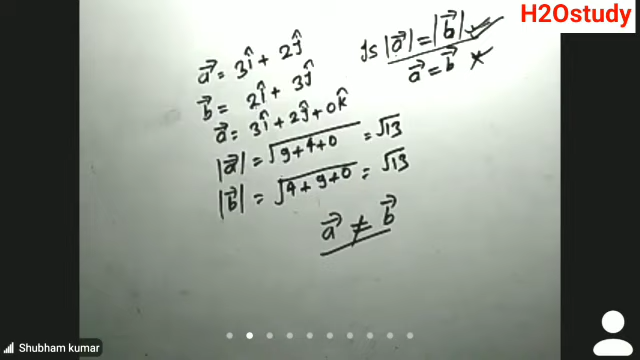 H2Ostudy
Is |a⃗| = |b⃗| ✓
a⃗ = b⃗ ×
a⃗ = 3î + 2ĵ
b⃗ = 2î + 3ĵ
a⃗ = 3î + 2ĵ + 0k̂
|a⃗| = √9+4+0 = √13
|b⃗| = √4+9+0 = √13
a⃗ ≠ b⃗
Shubham kumar